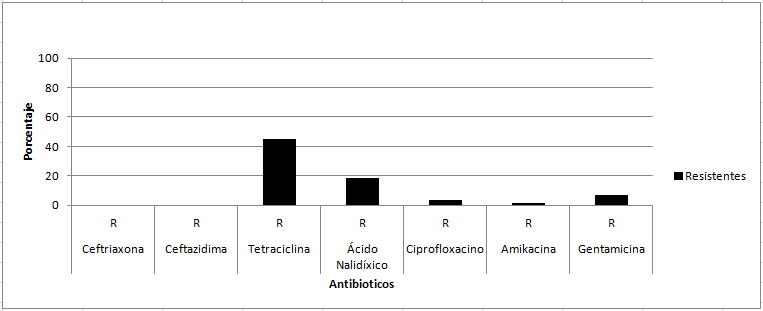 Porcentaje
100
80
60
40
20
0
R R R R R R R
Ceftriaxona Ceftazidima Tetraciclina Ácido Nalidíxico Ciprofloxacino Amikacina Gentamicina
Antibioticos
Resistentes